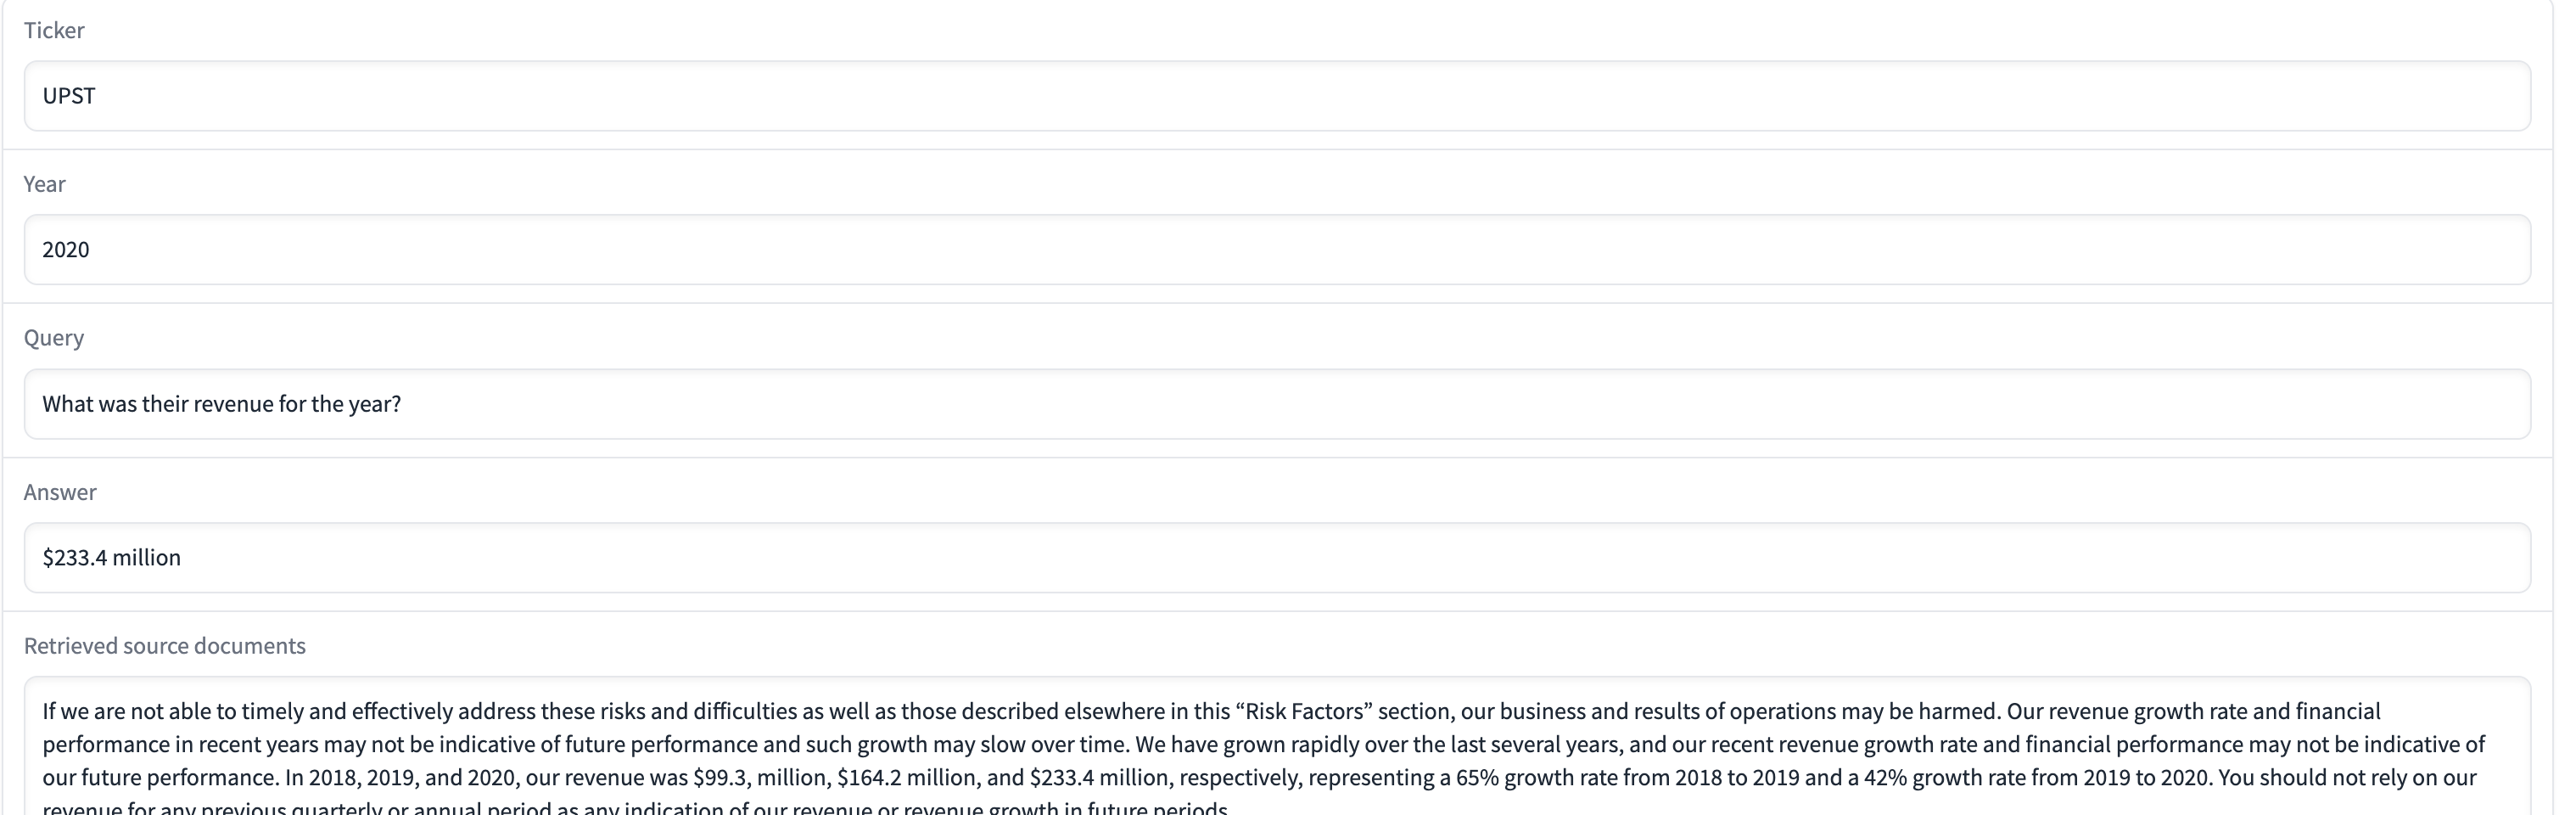 Ticker
UPST
Year
2020
Query
What was their revenue for the year?
Answer
$233.4 million
Retrieved source documents
If we are not able to timely and effectively address these risks and difficulties as well as those described elsewhere in this “Risk Factors” section, our business and results of operations may be harmed. Our revenue growth rate and financial
performance in recent years may not be indicative of future performance and such growth may slow over time. We have grown rapidly over the last several years, and our recent revenue growth rate and financial performance may not be indicative of
our future performance. In 2018, 2019, and 2020, our revenue was $99.3, million, $164.2 million, and $233.4 million, respectively, representing a 65% growth rate from 2018 to 2019 and a 42% growth rate from 2019 to 2020. You should not rely on our
revenue for any previous quarterly or annual period as any indication of our revenue or revenue growth in future periods.